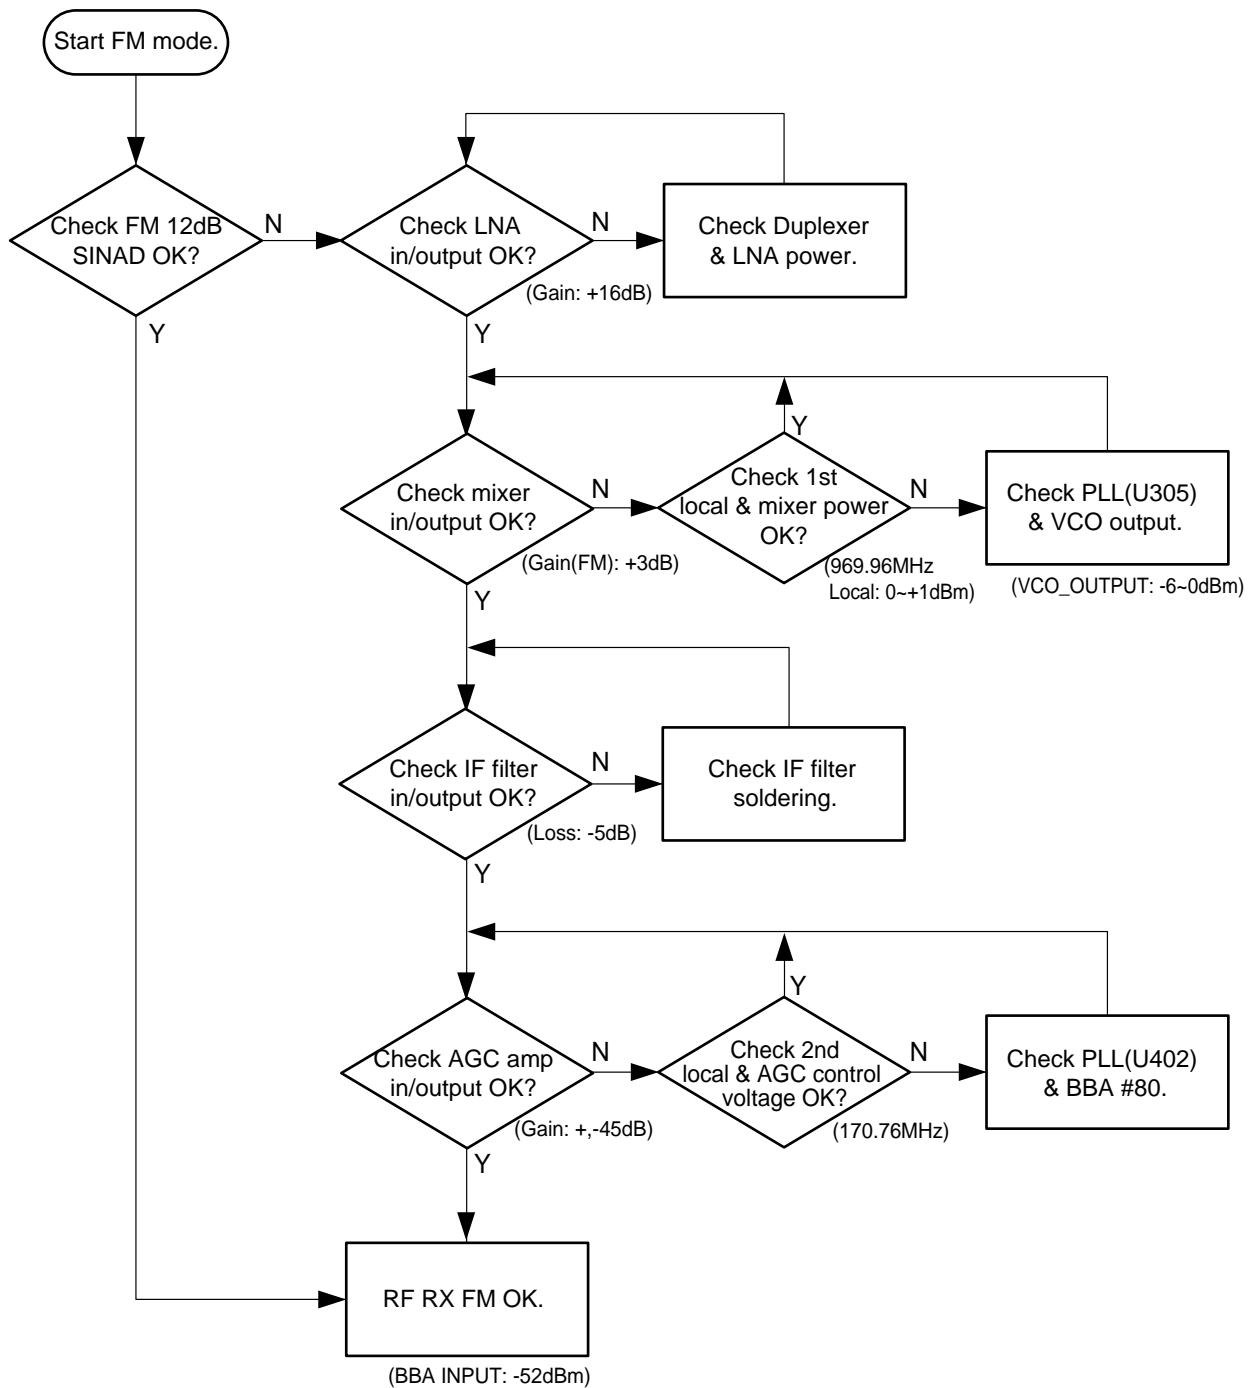 Start FM mode.
Check FM 12dB
SINAD OK?
N
Y
Check LNA
in/output OK?
N
(Gain: +16dB)
Y
Check Duplexer
& LNA power.
Check mixer
in/output OK?
N
(Gain(FM): +3dB)
Y
Check 1st
local & mixer power
OK?
Y
N
(969.96MHz
Local: 0~+1dBm)
Check PLL(U305)
& VCO output.
(VCO_OUTPUT: -6~0dBm)
Check IF filter
in/output OK?
N
(Loss: -5dB)
Y
Check IF filter
soldering.
Check AGC amp
in/output OK?
N
(Gain: +,-45dB)
Y
Check 2nd
local & AGC control
voltage OK?
Y
N
(170.76MHz)
Check PLL(U402)
& BBA #80.
RF RX FM OK.
(BBA INPUT: -52dBm)